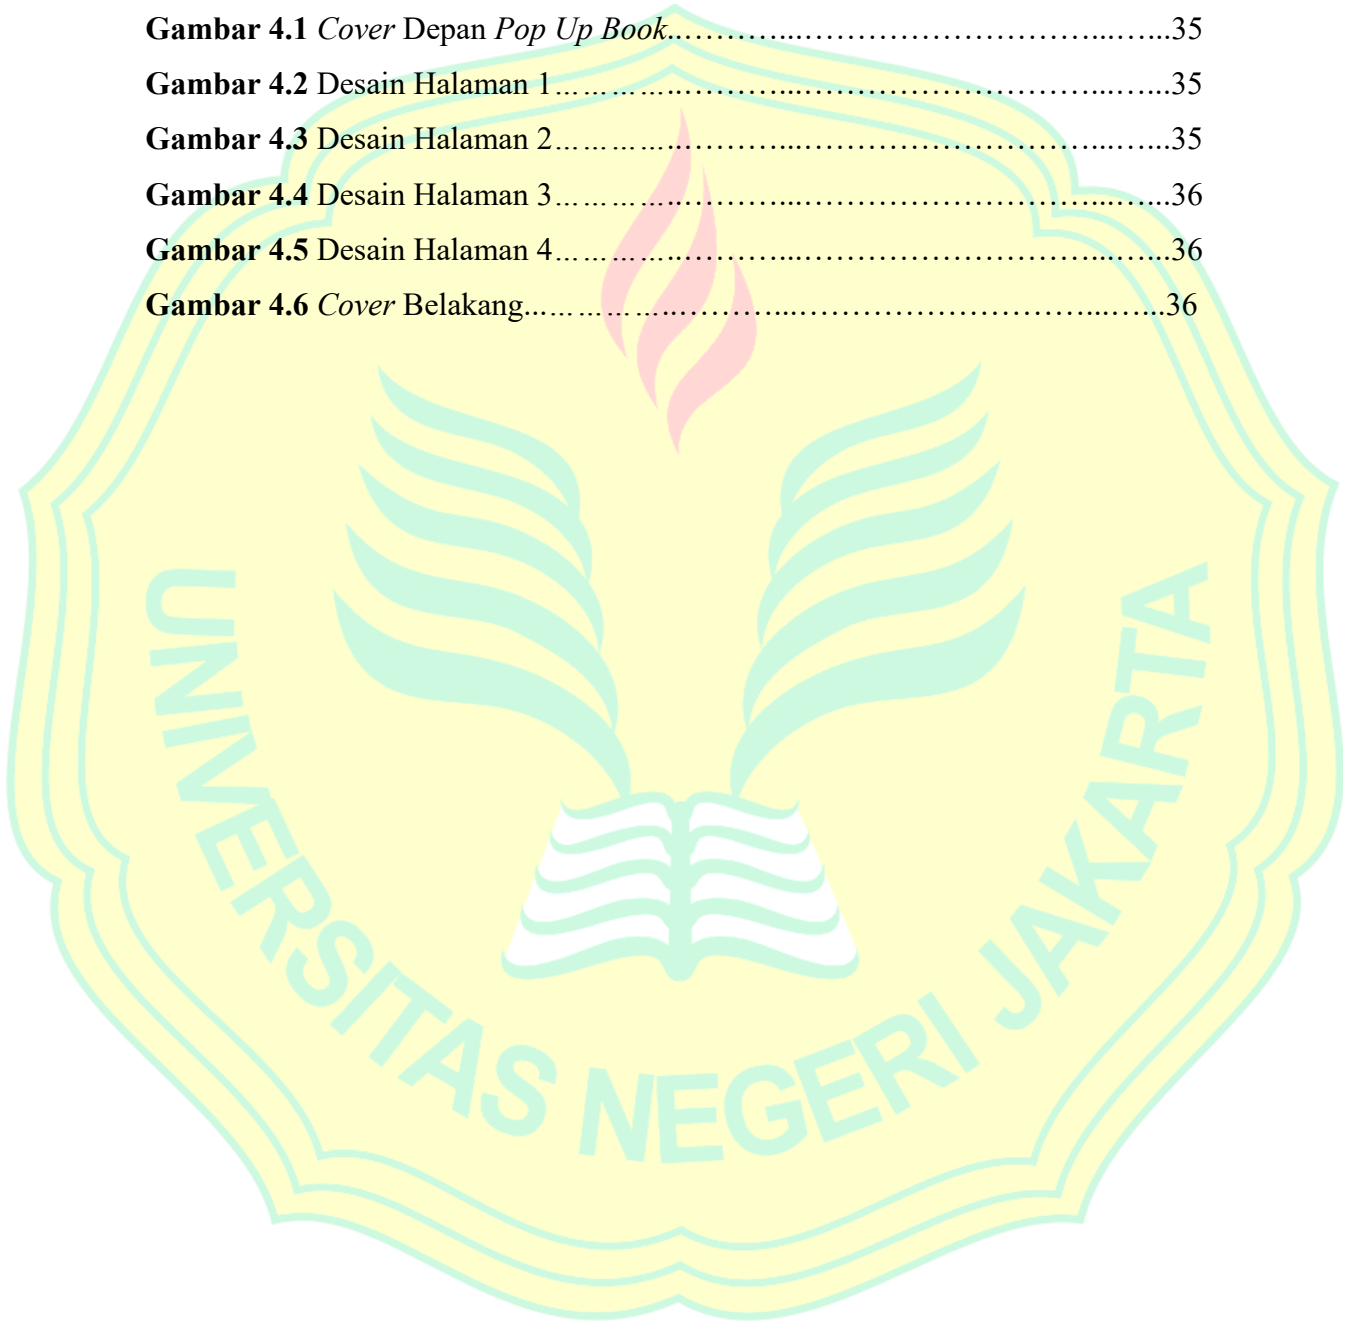 Gambar 4.1 Cover Depan Pop Up Book..………....………………………...…...35
Gambar 4.2 Desain Halaman 1…………..………...………………………...…...35
Gambar 4.3 Desain Halaman 2…………..………...………………………...…...35
Gambar 4.4 Desain Halaman 3…………..………...………………………...…...36
Gambar 4.5 Desain Halaman 4…………..………...………………………...…...36
Gambar 4.6 Cover Belakang...…………..………...………………………...…...36
UNIVERSITAS NEGERI JAKARTA